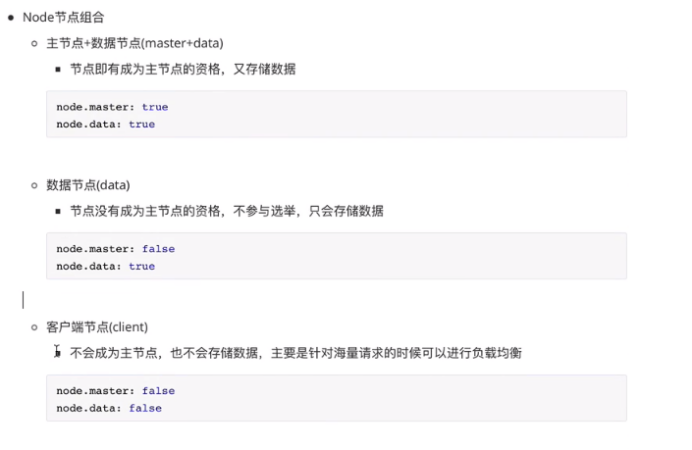 Node节点组合
主节点+数据节点(master+data)
节点即有成为主节点的资格，又存储数据
node.master: true
node.data: true
数据节点(data)
节点没有成为主节点的资格，不参与选举，只会存储数据
node.master: false
node.data: true
客户端节点(client)
不会成为主节点，也不会存储数据，主要是针对海量请求的时候可以进行负载均衡
node.master: false
node.data: false